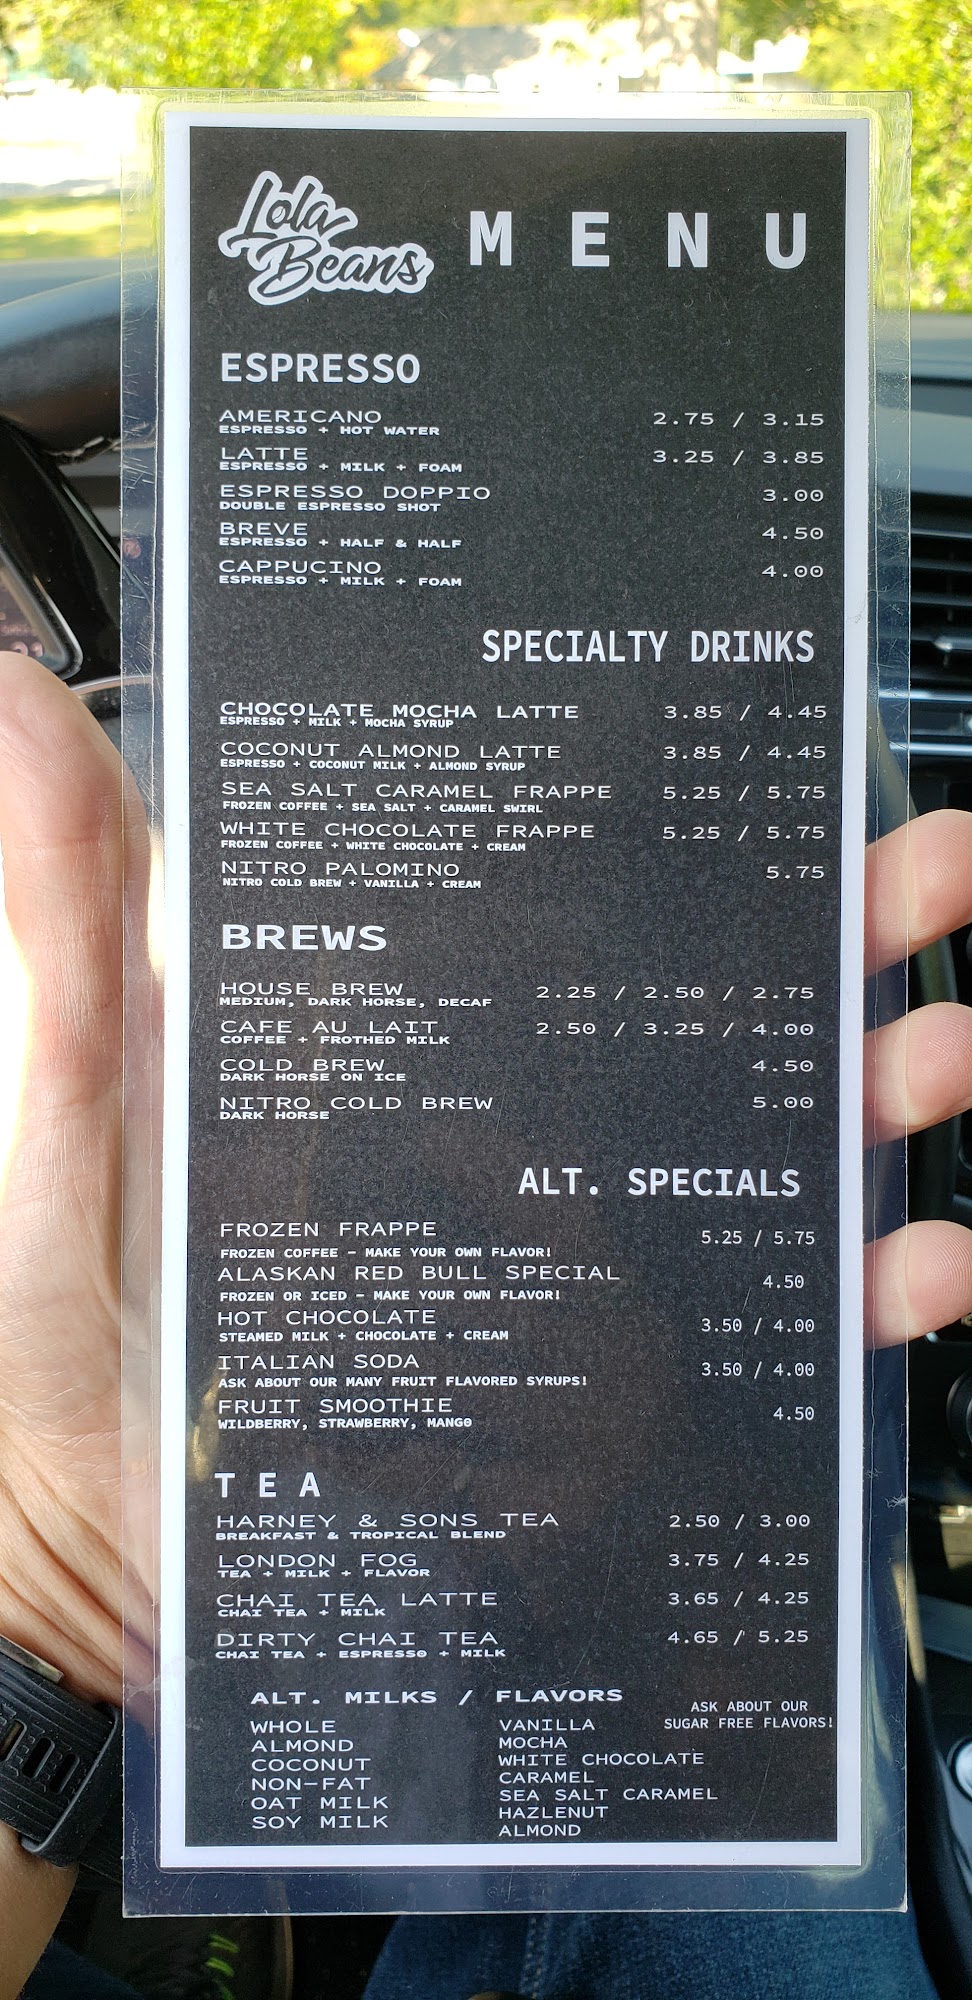 Lola
Beans
MENU
ESPRESSO
AMERICANO 2.75 / 3.15
ESPRESSO + HOT WATER
LATTE 3.25 / 3.85
ESPRESSO + MILK + FOAM
ESPRESSO DOPPIO 3.00
DOUBLE ESPRESSO SHOT
BREVE 4.50
ESPRESSO + HALF & HALF
CAPPUCINO 4.00
ESPRESSO + MILK + FOAM
SPECIALTY DRINKS
CHOCOLATE MOCHA LATTE 3.85 / 4.45
ESPRESSO + MILK + MOCHA SYRUP
COCONUT ALMOND LATTE 3.85 / 4.45
ESPRESSO + COCONUT MILK + ALMOND SYRUP
SEA SALT CARAMEL FRAPPE 5.25 / 5.75
FROZEN COFFEE + SEA SALT + CARAMEL SWIRL
WHITE CHOCOLATE FRAPPE 5.25 / 5.75
FROZEN COFFEE + WHITE CHOCOLATE + CREAM
NITRO PALOMINO 5.75
NITRO COLD BREW + VANILLA + CREAM
BREWS
HOUSE BREW 2.25 / 2.50 / 2.75
MEDIUM, DARK HORSE, DECAF
CAFE AU LAIT 2.50 / 3.25 / 4.00
COFFEE + FROTHED MILK
COLD BREW 4.50
DARK HORSE ON ICE
NITRO COLD BREW 5.00
DARK HORSE
ALT. SPECIALS
FROZEN FRAPPE 5.25 / 5.75
FROZEN COFFEE - MAKE YOUR OWN FLAVOR!
ALASKAN RED BULL SPECIAL 4.50
FROZEN OR ICED - MAKE YOUR OWN FLAVOR!
HOT CHOCOLATE 3.50 / 4.00
STEAMED MILK + CHOCOLATE + CREAM
ITALIAN SODA 3.50 / 4.00
ASK ABOUT OUR MANY FRUIT FLAVORED SYRUPS!
FRUIT SMOOTHIE 4.50
WILDBERRY, STRAWBERRY, MANGO
TEA
HARNEY & SONS TEA 2.50 / 3.00
BREAKFAST & TROPICAL BLEND
LONDON FOG 3.75 / 4.25
TEA + MILK + FLAVOR
CHAI TEA LATTE 3.65 / 4.25
CHAI TEA + MILK
DIRTY CHAI TEA 4.65 / 5.25
CHAI TEA + ESPRESSO + MILK
ALT. MILKS / FLAVORS
WHOLE
ALMOND
COCONUT
NON-FAT
OAT MILK
SOY MILK
VANILLA
MOCHA
WHITE CHOCOLATE
CARAMEL
SEA SALT CARAMEL
HAZLENUT
ALMOND
ASK ABOUT OUR
SUGAR FREE FLAVORS!